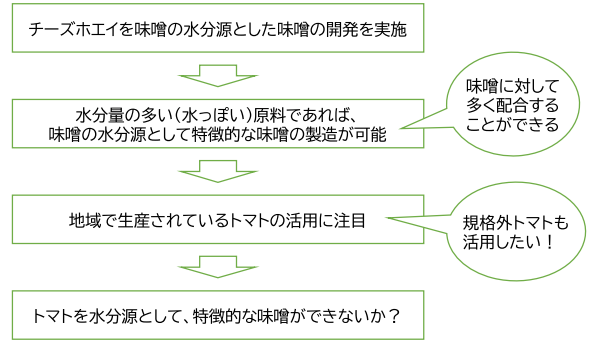 チーズホエイを味噌の水分源とした味噌の開発を実施
水分量の多い（水っぽい）原料であれば、
味噌の水分源として特徴的な味噌の製造が可能
味噌に対して
多く配合する
ことができる
地域で生産されているトマトの活用に注目
規格外トマトも
活用したい！
トマトを水分源として、特徴的な味噌ができないか？